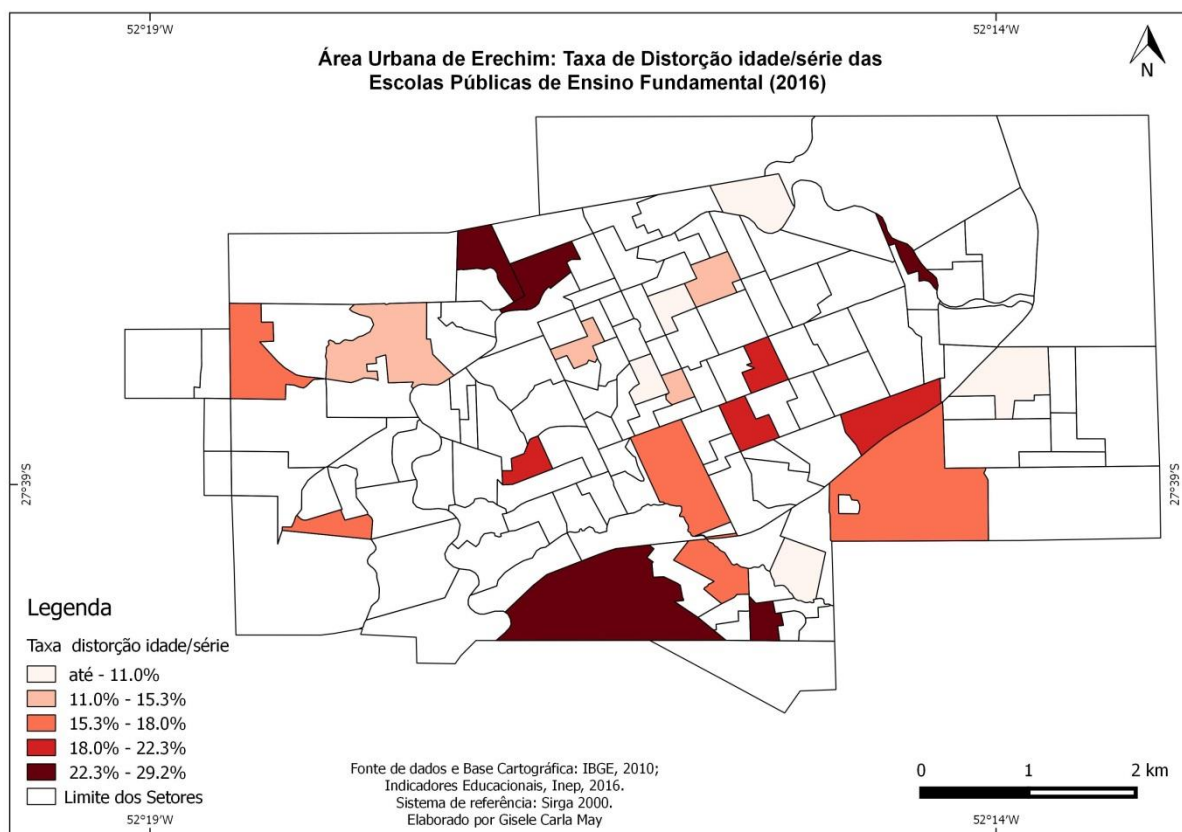 52°19′W
52°14′W
Área Urbana de Erechim: Taxa de Distorção idade/série das
Escolas Públicas de Ensino Fundamental (2016)
N
27°39′S
27°39′S
Legenda
Taxa distorção idade/série
até - 11.0%
11.0% - 15.3%
15.3% - 18.0%
18.0% - 22.3%
22.3% - 29.2%
Limite dos Setores
Fonte de dados e Base Cartográfica: IBGE, 2010;
Indicadores Educacionais, Inep, 2016.
Sistema de referência: Sirga 2000.
Elaborado por Gisele Carla May
0 1 2 km
52°19′W
52°14′W